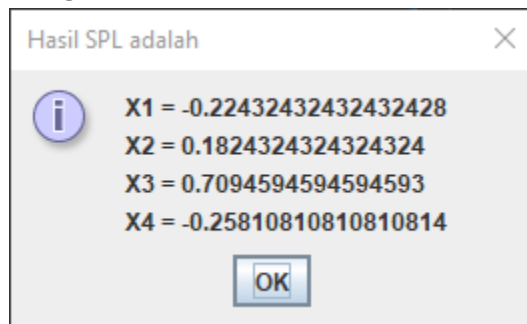 Hasil SPL adalah
X1 = -0.22432432432432428
X2 = 0.1824324324324324
X3 = 0.7094594594594593
X4 = -0.25810810810810814
OK